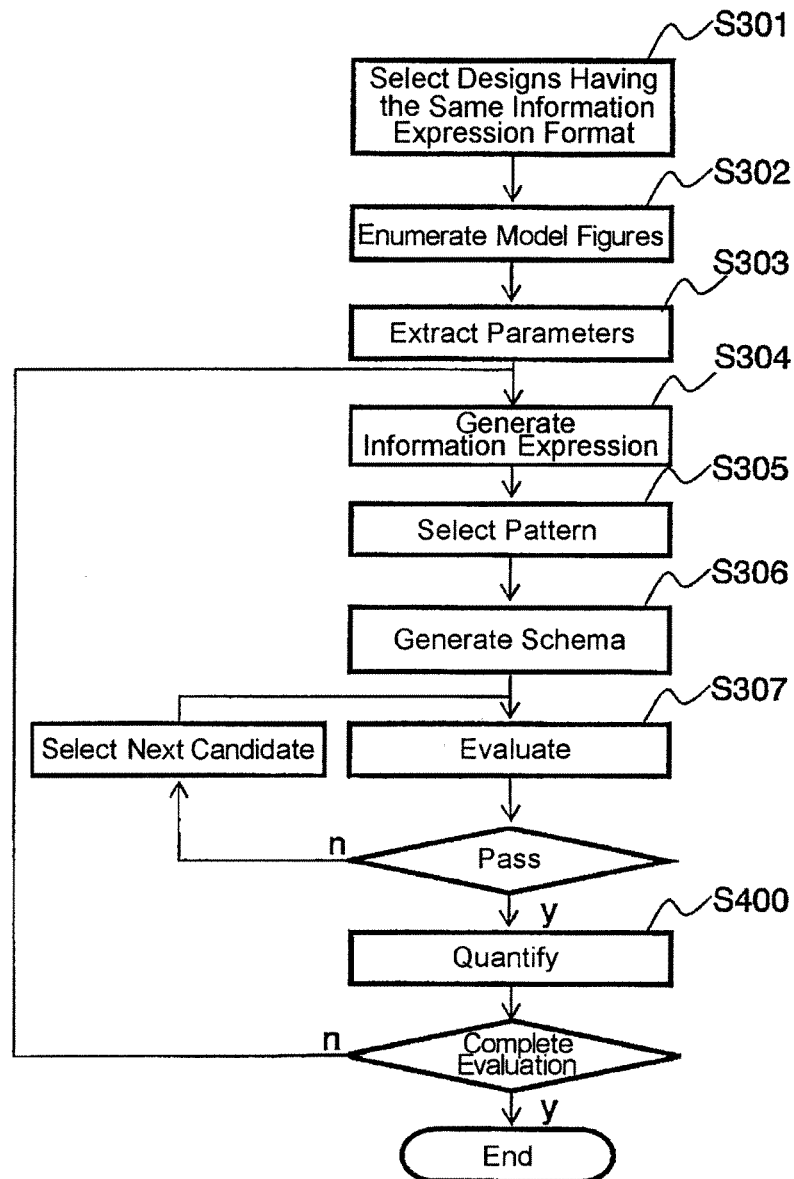 S301
Select Designs Having
the Same Information
Expression Format
S302
Enumerate Model Figures
S303
Extract Parameters
S304
Generate
Information Expression
S305
Select Pattern
S306
Generate Schema
S307
Select Next Candidate
Evaluate
n
Pass
y
S400
Quantify
n
Complete
Evaluation
y
End